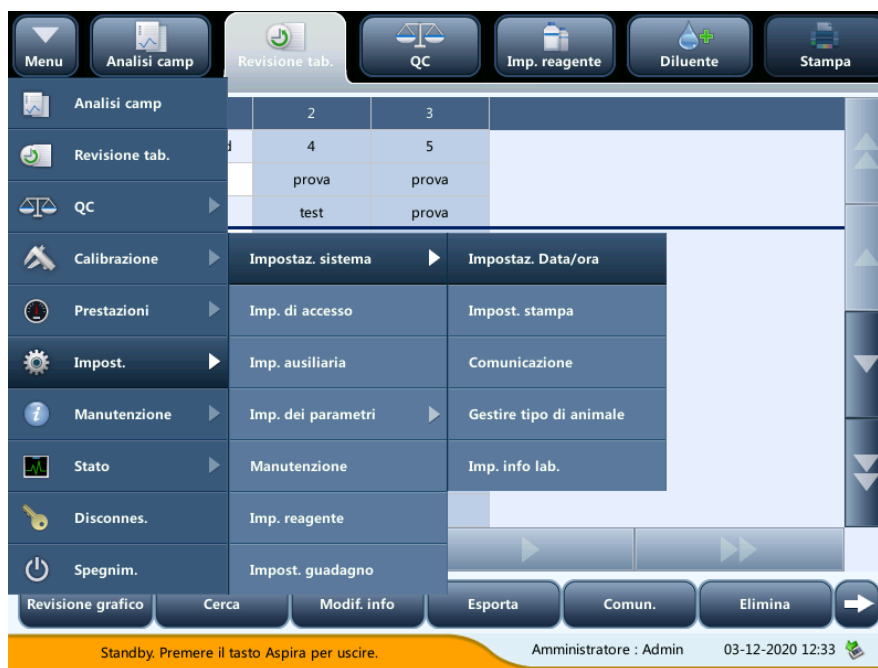 Menu
Analisi camp
Revisione tab.
QC
Imp. reagente
Diluente
Stampa
Analisi camp
Revisione tab.
QC
Calibrazione
Prestazioni
Impost.
Manutenzione
Stato
Disconnes.
Spegnim.
2 3
d 4 5
prova prova
test prova
Impostaz. sistema
Imp. di accesso
Imp. ausiliaria
Imp. dei parametri
Manutenzione
Imp. reagente
Impost. guadagno
Impostaz. Data/ora
Impost. stampa
Comunicazione
Gestire tipo di animale
Imp. info lab.
Revisione grafico
Cerca
Modif. info
Esporta
Comun.
Elimina
Standby. Premere il tasto Aspira per uscire.
Amministratore : Admin
03-12-2020 12:33